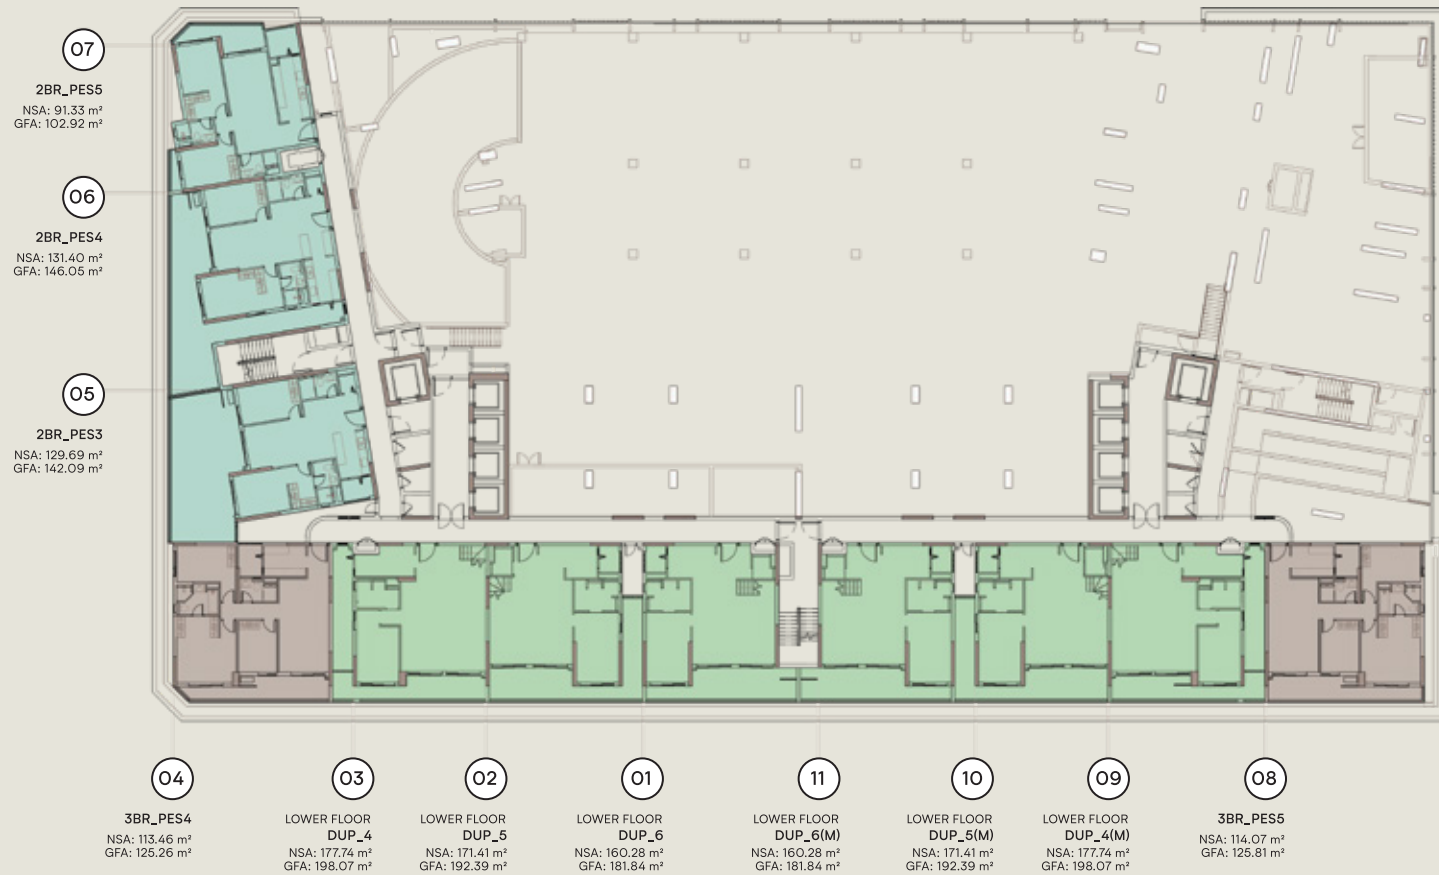 07
2BR_PES5
NSA: 91.33 m²
GFA: 102.92 m²
06
2BR_PES4
NSA: 131.40 m²
GFA: 146.05 m²
05
2BR_PES3
NSA: 129.69 m²
GFA: 142.09 m²
04
3BR_PES4
NSA: 113.46 m²
GFA: 125.26 m²
03
LOWER FLOOR
DUP_4
NSA: 177.74 m²
GFA: 198.07 m²
02
LOWER FLOOR
DUP_5
NSA: 171.41 m²
GFA: 192.39 m²
01
LOWER FLOOR
DUP_6
NSA: 160.28 m²
GFA: 181.84 m²
11
LOWER FLOOR
DUP_6(M)
NSA: 160.28 m²
GFA: 181.84 m²
10
LOWER FLOOR
DUP_5(M)
NSA: 171.41 m²
GFA: 192.39 m²
09
LOWER FLOOR
DUP_4(M)
NSA: 177.74 m²
GFA: 198.07 m²
08
3BR_PES5
NSA: 114.07 m²
GFA: 125.81 m²